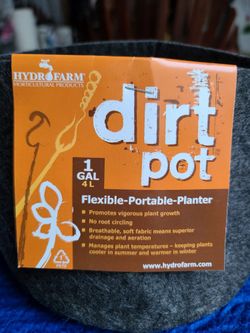 HYDROFARM
HORTICULTURAL PRODUCTS
dirt
pot
1
GAL
4 L
Flexible-Portable-Planter
• Promotes vigorous plant growth
• No root circling
• Breathable, soft fabric means superior
drainage and aeration
• Manages plant temperatures – keeping plants
cooler in summer and warmer in winter
www.hydrofarm.com